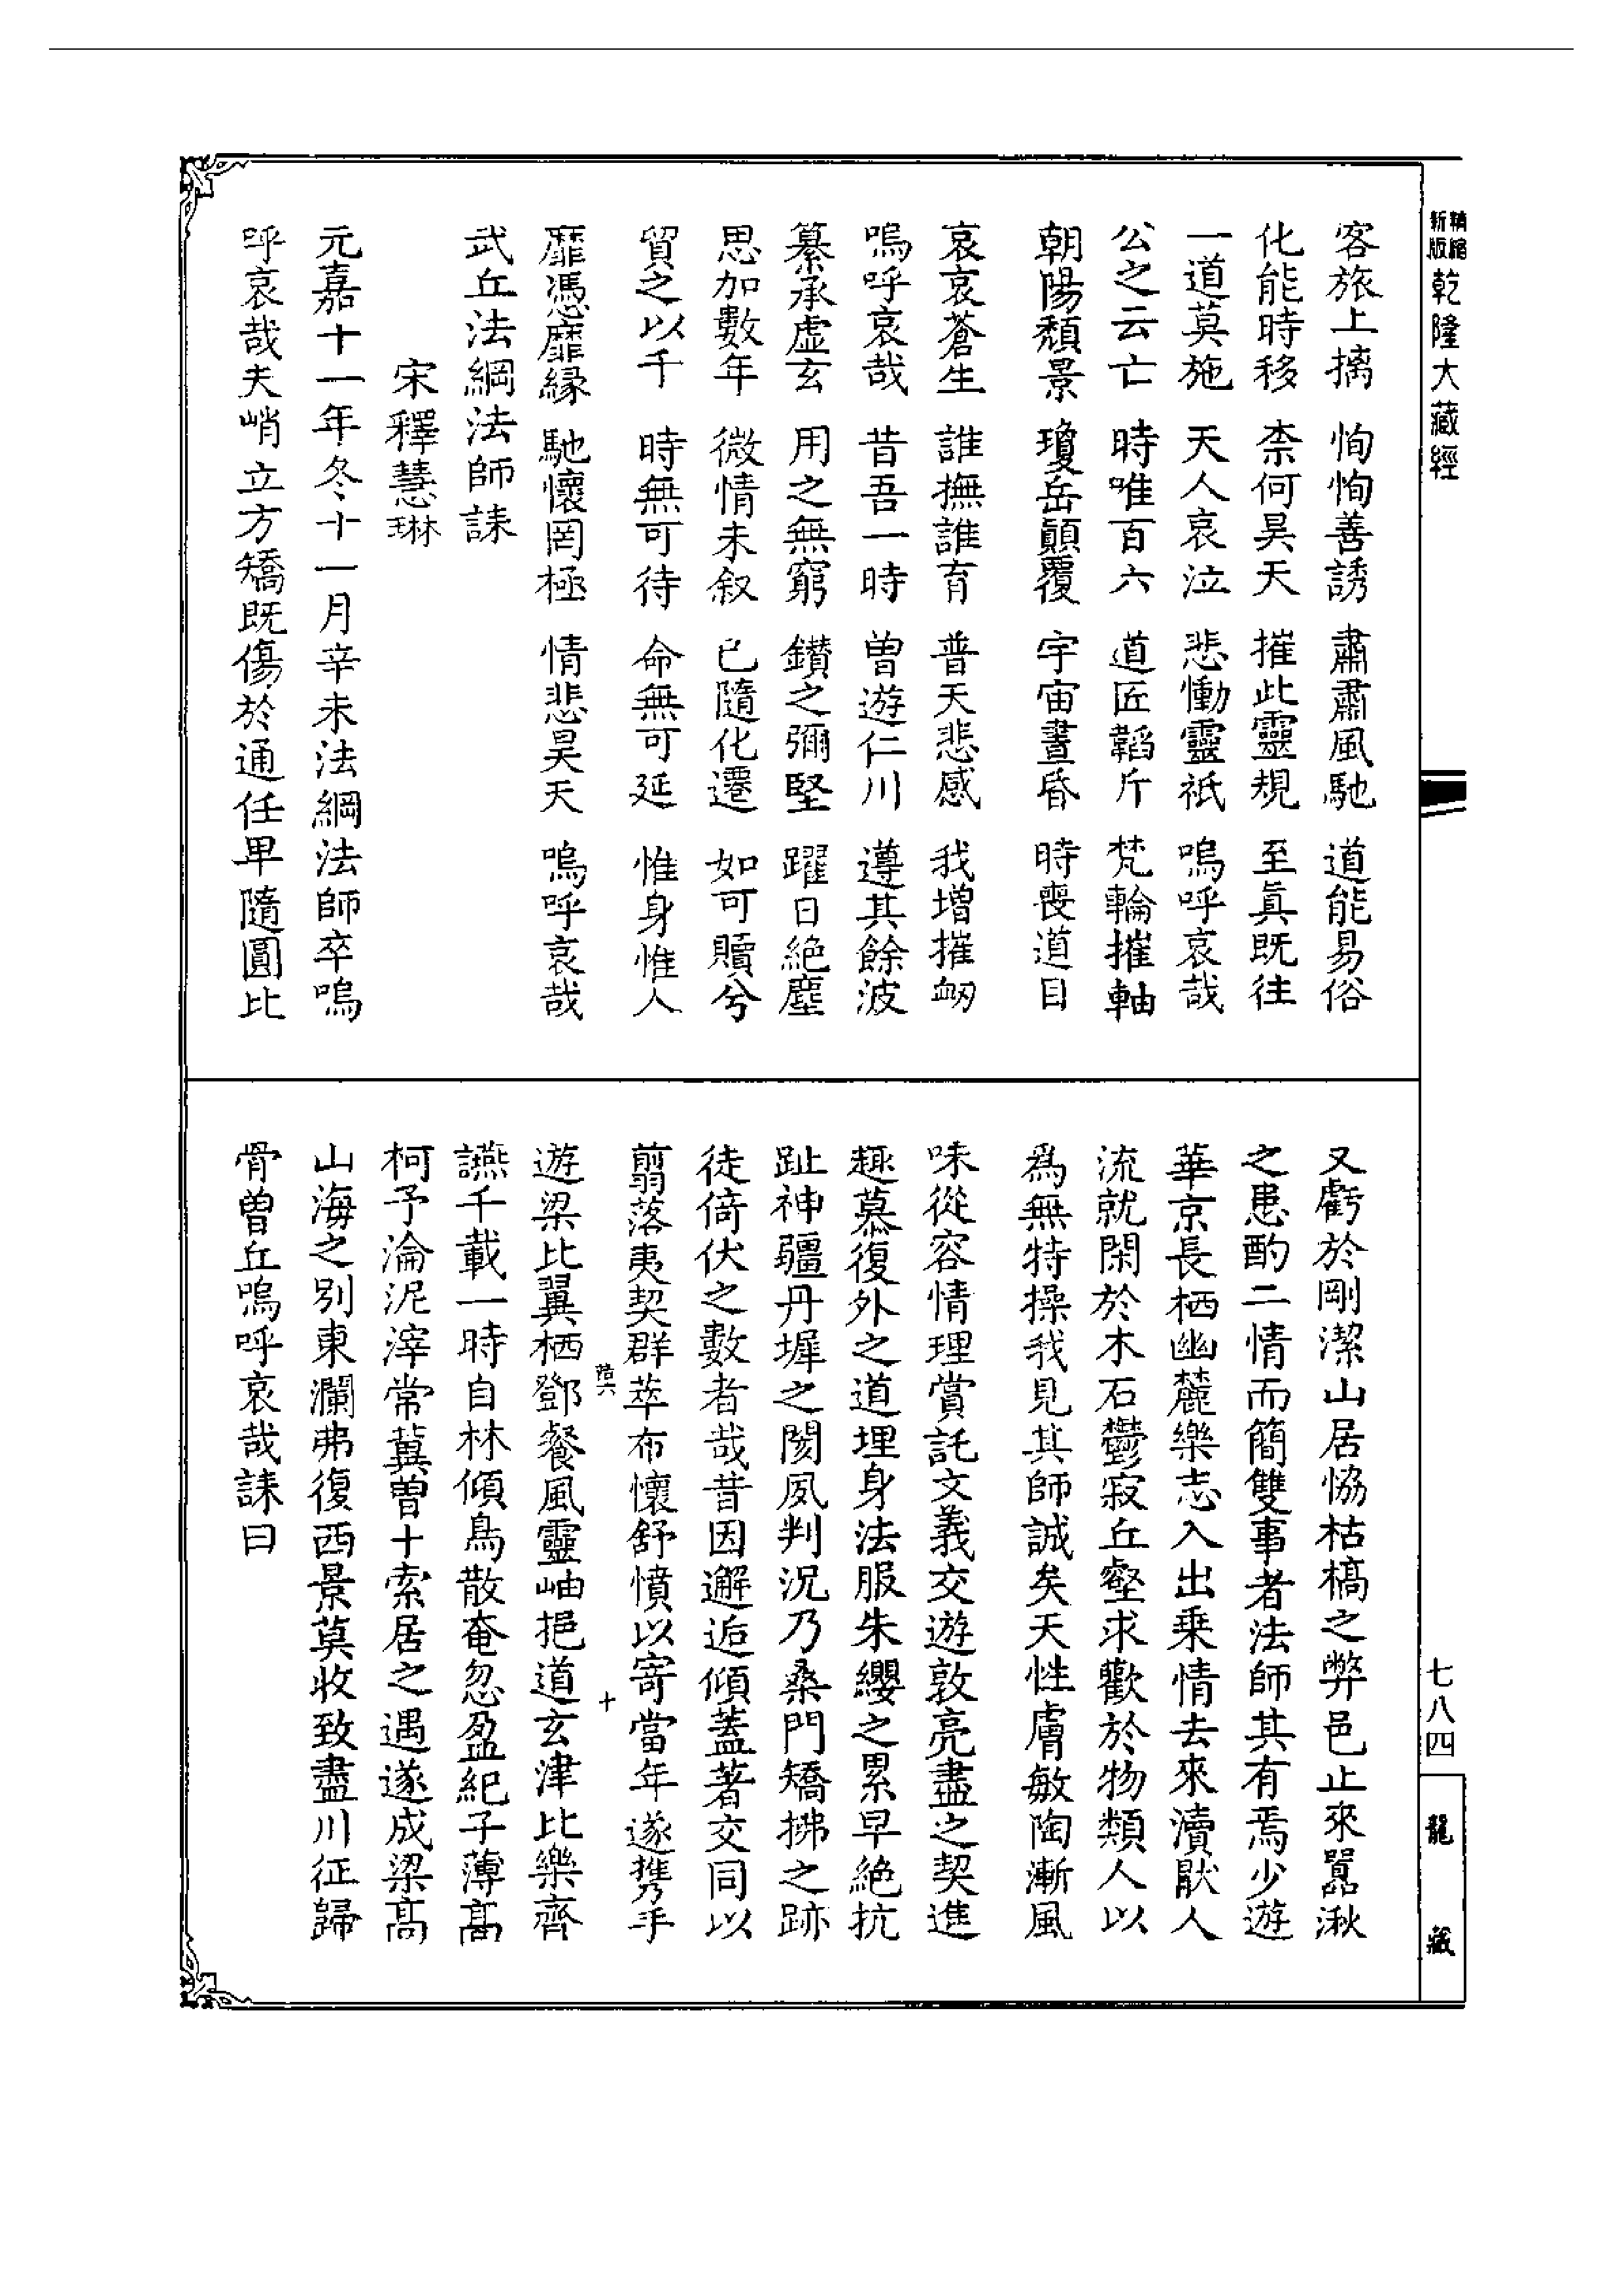 精縮新版乾隆大藏經
客旅上擒 恂恂善誘 肅肅風馳 道能易俗
化能時移 柰何昊天 摧此靈規 至真既往
一道莫施 天人哀泣 悲慟靈祇 嗚呼哀哉
公之云亡 時唯百六 道匠韜斤 梵輪摧軸
朝陽頹景 瓊岳顛覆 宇宙晝昏 時喪道目
哀哀蒼生 誰撫誰育 普天悲感 我增摧衂
嗚呼哀哉 昔吾一時 曾遊仁川 遵其餘波
纂承虛玄 用之無窮 鑽之彌堅 躍日絕塵
思加數年 微情未叙 已隨化遷 如可贖兮
貿之以千 時無可待 命無可延 惟身惟人
靡憑靡緣 馳懷罔極 情悲昊天 嗚呼哀哉
武丘法綱法師誄
宋釋慧琳
元嘉十一年冬十一月辛未法綱法師卒嗚
呼哀哉夫峭立方矯既傷於通任卑隨圓比
又虧於剛潔山居協枯槁之弊邑止來囂湫
之患酌二情而簡雙事者法師其有焉少遊
華京長栖幽麓樂志入出乗情去來瀆猒人
流就閑於木石鬱寂丘壑求歡於物類人以
爲無特操我見其師誠矣天性膚敏陶漸風
味從容情理賞託文義交遊敦亮盡之契進
趣慕復外之道埋身法服朱纓之累早絕抗
趾神疆丹墀之閡夙判況乃桑門矯拂之跡
徒倚伏之數者哉昔因邂逅傾蓋著交同以
翦落夷契群萃布懷舒憤以寄當年遂攜手
遊梁比翼栖鄧餐風靈岫挹道玄津比樂齊
讌千載一時自林傾鳥散奄忽盈紀子薄髙
柯予淪泥滓常冀曾十索居之遇遂成梁髙
山海之別東瀾弗復西景莫收致盡川征歸
骨曾丘嗚呼哀哉誄曰
十
七八四
龍藏